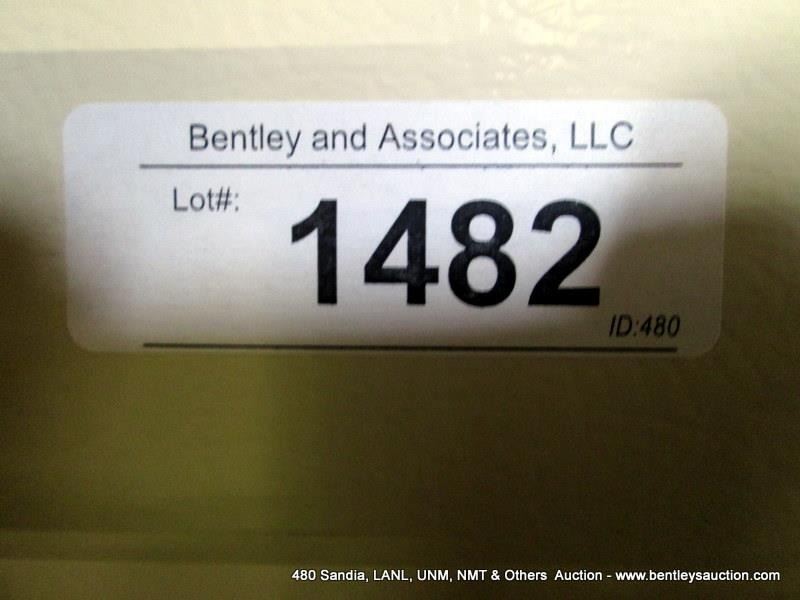 Bentley and Associates, LLC
Lot#:
1482
ID:480
480 Sandia, LANL, UNM, NMT & Others Auction - www.bentleysauction.com